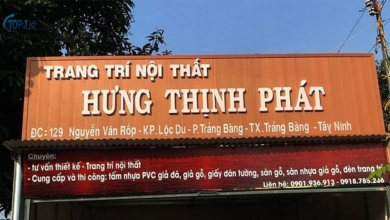 TOPList
TRANG TRÍ NỘI THẤT
HƯNG THỊNH PHÁT
ĐC: 129 Nguyễn Văn Rốp - KP. Lộc Du - P.Trảng Bàng - TX.Trảng Bàng - Tây Ninh
Chuyên:
- tư vấn thiết kế - Trang trí nội thất
- Cung cấp và thi công: tấm nhựa PVC giả đá, giả gỗ, giấy dán tường, sàn gỗ, sàn nhựa giả gỗ, đèn trang trí
Liên hệ: 0901.936.913 - 0918.785.246